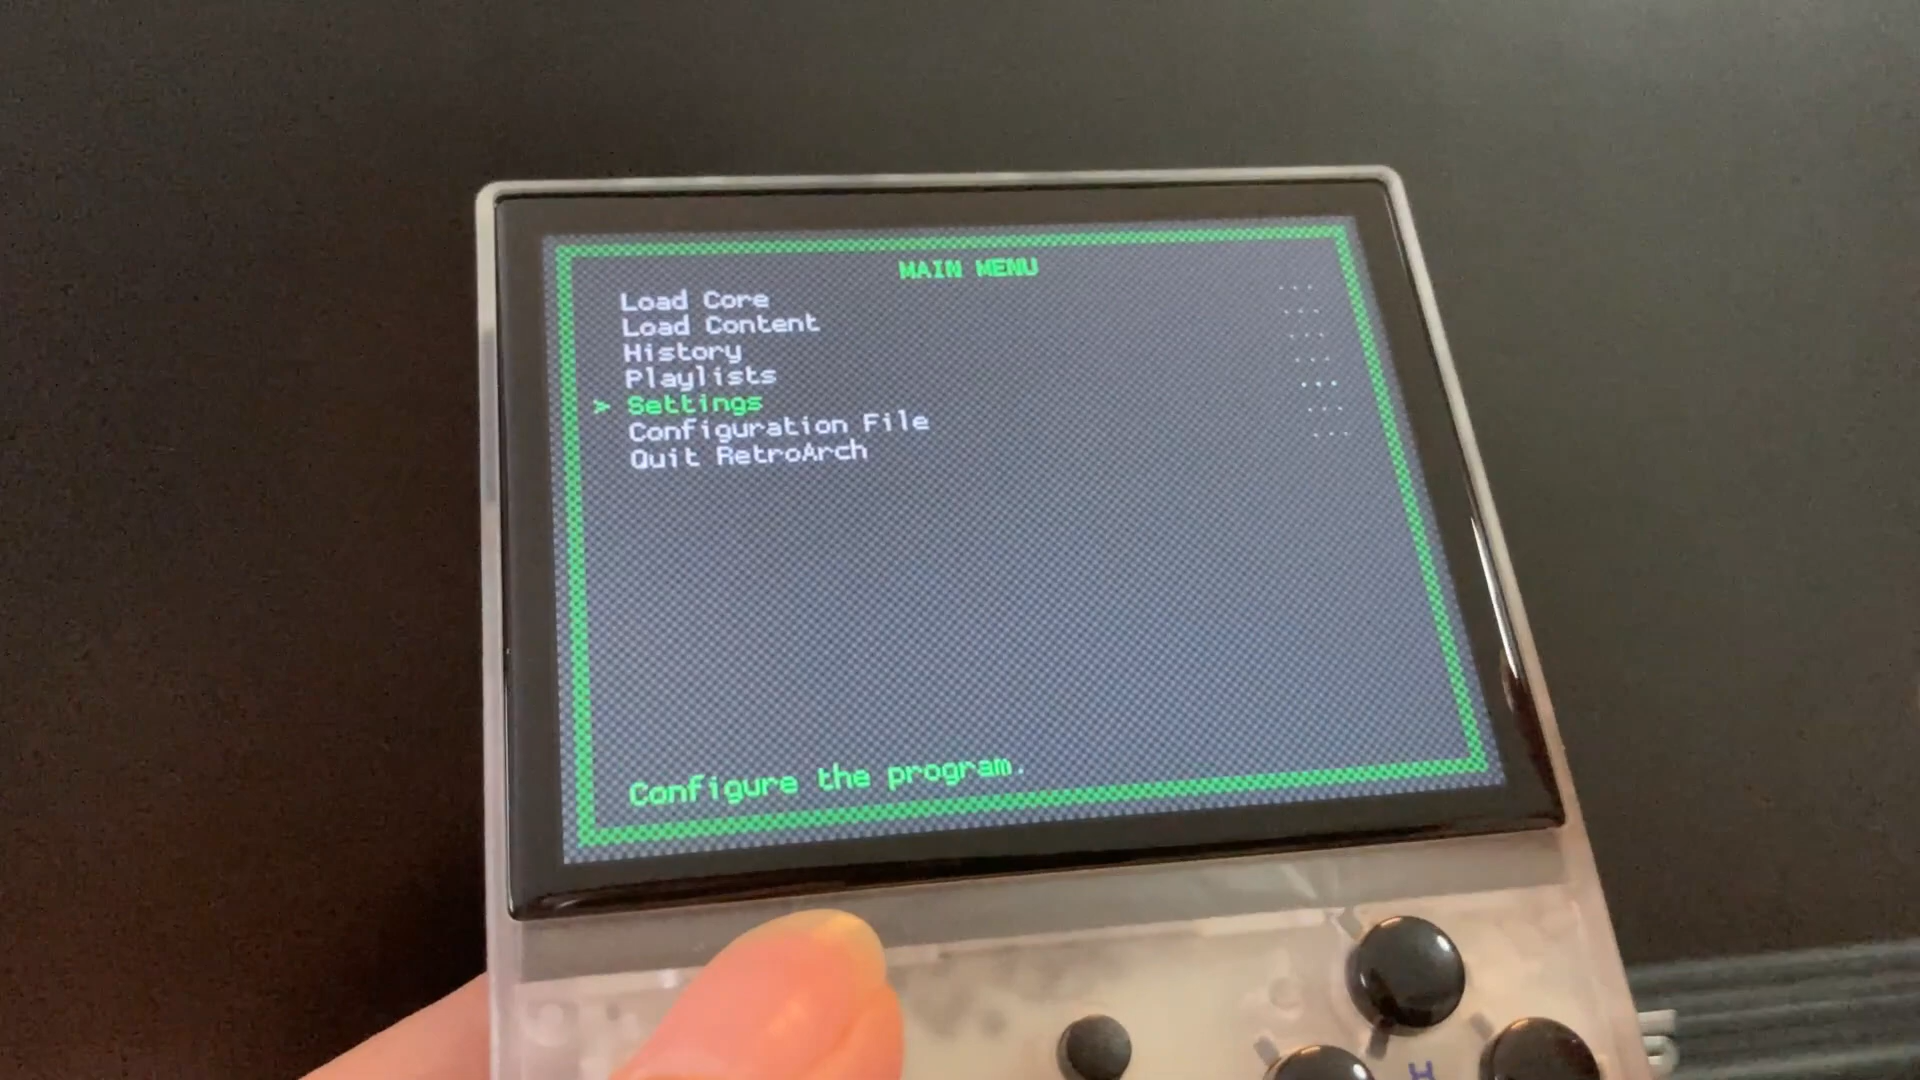 MAIN MENU
Load Core ...
Load Content ...
History ...
Playlists ...
> Settings ...
Configuration File ...
Quit RetroArch ...
Configure the program.
H